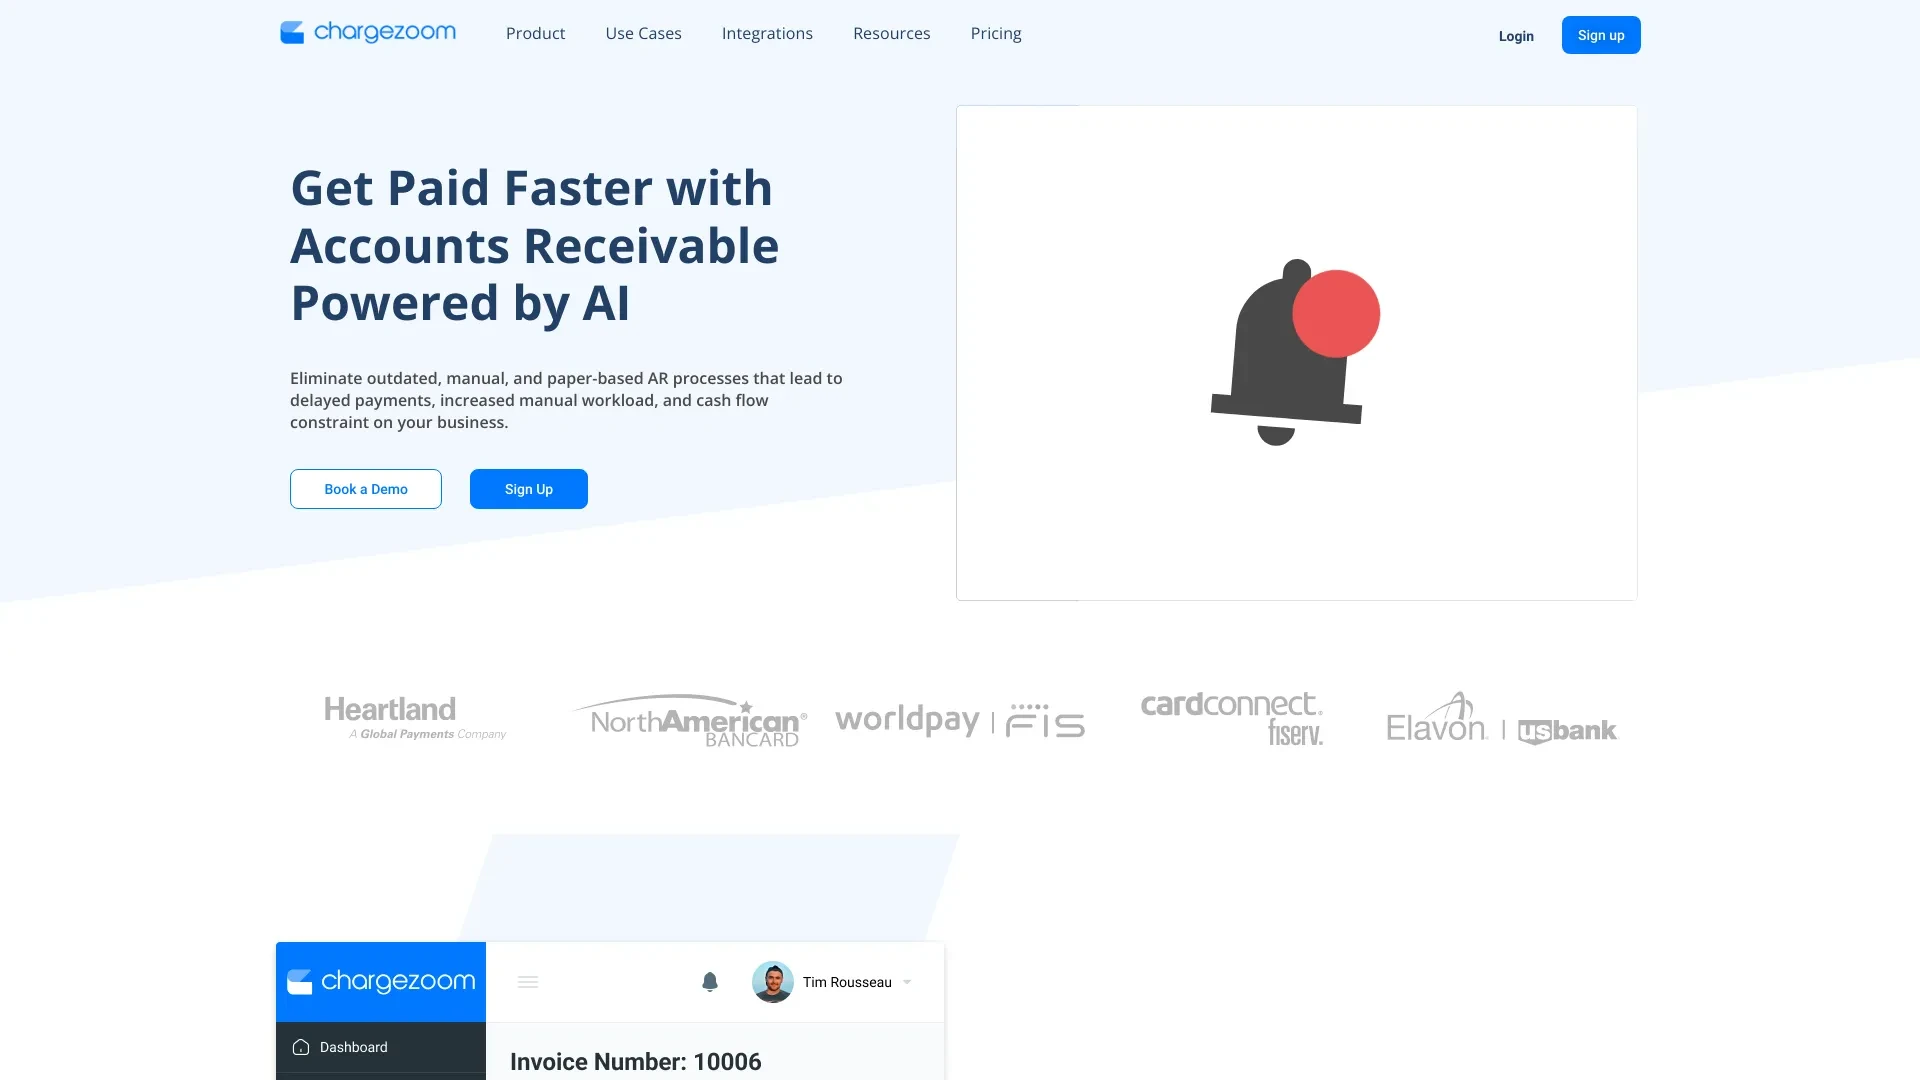 chargezoom
Product
Use Cases
Integrations
Resources
Pricing
Login
Sign up
Get Paid Faster with
Accounts Receivable
Powered by AI
Eliminate outdated, manual, and paper-based AR processes that lead to
delayed payments, increased manual workload, and cash flow
constraint on your business.
Book a Demo
Sign Up
Heartland
A Global Payments Company
NorthAmerican®
BANCARD
worldpay | FIS
cardconnect.
fiserv.
Elavon | usbank
chargezoom
Tim Rousseau
Dashboard
Invoice Number: 10006